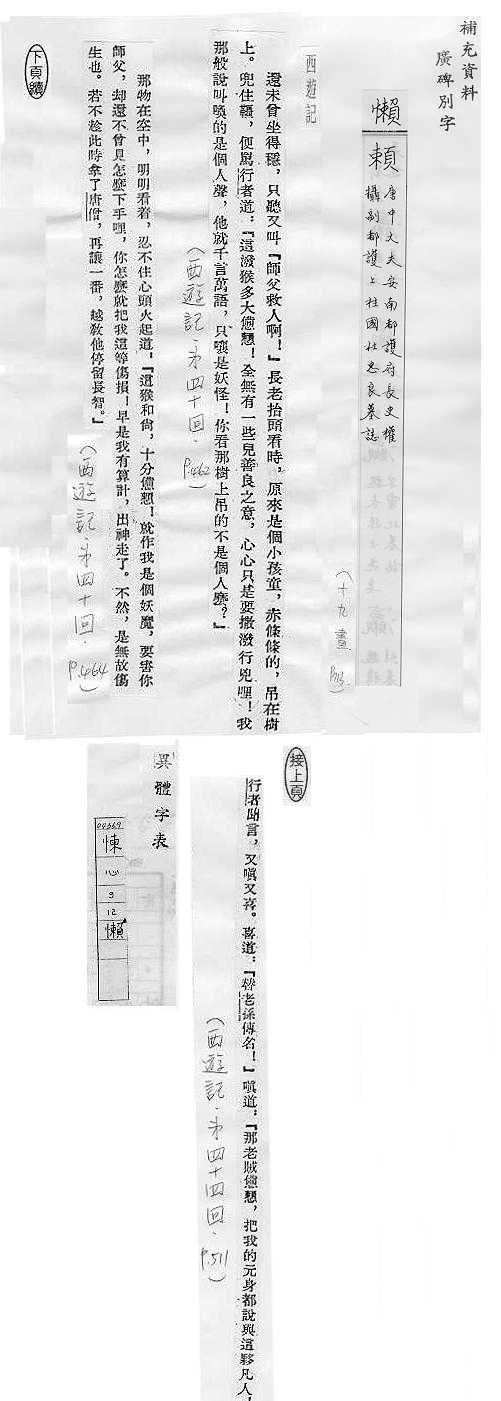 補充資料
廣碑別字
懶
唐中大夫安南都護府長史權
攝副都護上柱國杜忠良墓誌
(十九畫
西遊記
還未曾坐得穩，只聽又叫『師父救人啊！』長老抬頭看時，原來是個小孩童，赤條條的，吊在樹
上。兜住轡，便罵行者道：『這潑猴多大憊懶！全無有一些兒善良之意，心心只是要撒潑行兇哩！我
那般說叫喚的是個人聲，他就千言萬語，只嚷是妖怪！你看那樹上吊的不是個人麼？』
(西遊記·第四十回·P.462)
那物在空中，明明看着，忍不住心頭火起道，『這猴和尚，十分憊懶！就作我是個妖魔，要害你
師父，却還不曾見怎麼下手哩，你怎麼就把我這等傷損！早是我有算計，出神走了。不然，是無故傷
生也。若不趁此時拿了唐僧，再讓一番，越教他停留長智。』
(西遊記·第四十回·P.464)
下頁續
接上頁
行者聞言，又嗔又喜。喜道：『替老孫傳名！』嗔道：『那老賊憊懶，把我的元身都說與這夥凡人！
(西遊記·第四十四回·P.511)
異體字表
00669
悚
心
9
12
懶